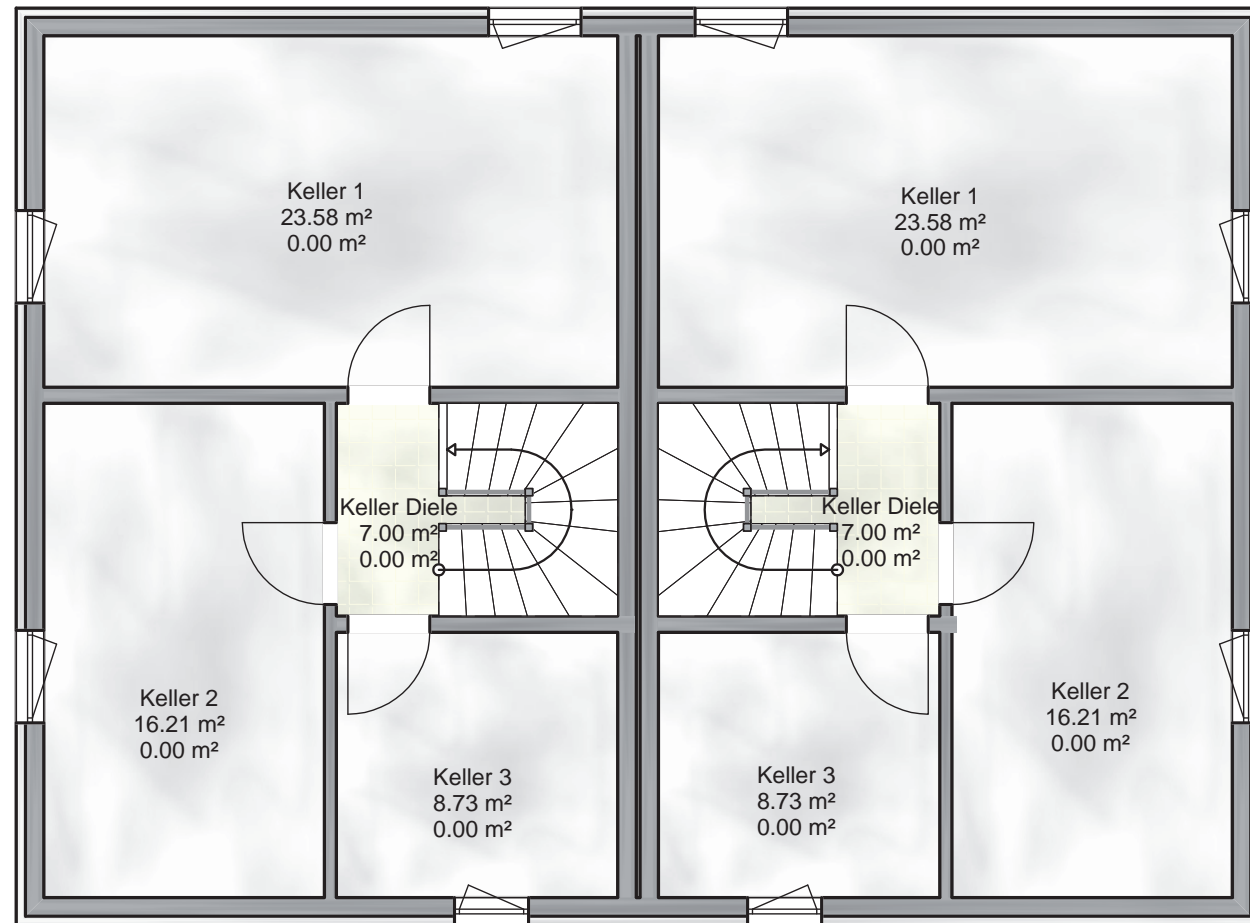 Keller 1
23.58 m²
0.00 m²
Keller 1
23.58 m²
0.00 m²
Keller Diele
7.00 m²
0.00 m²
Keller Diele
7.00 m²
0.00 m²
Keller 2
16.21 m²
0.00 m²
Keller 3
8.73 m²
0.00 m²
Keller 3
8.73 m²
0.00 m²
Keller 2
16.21 m²
0.00 m²